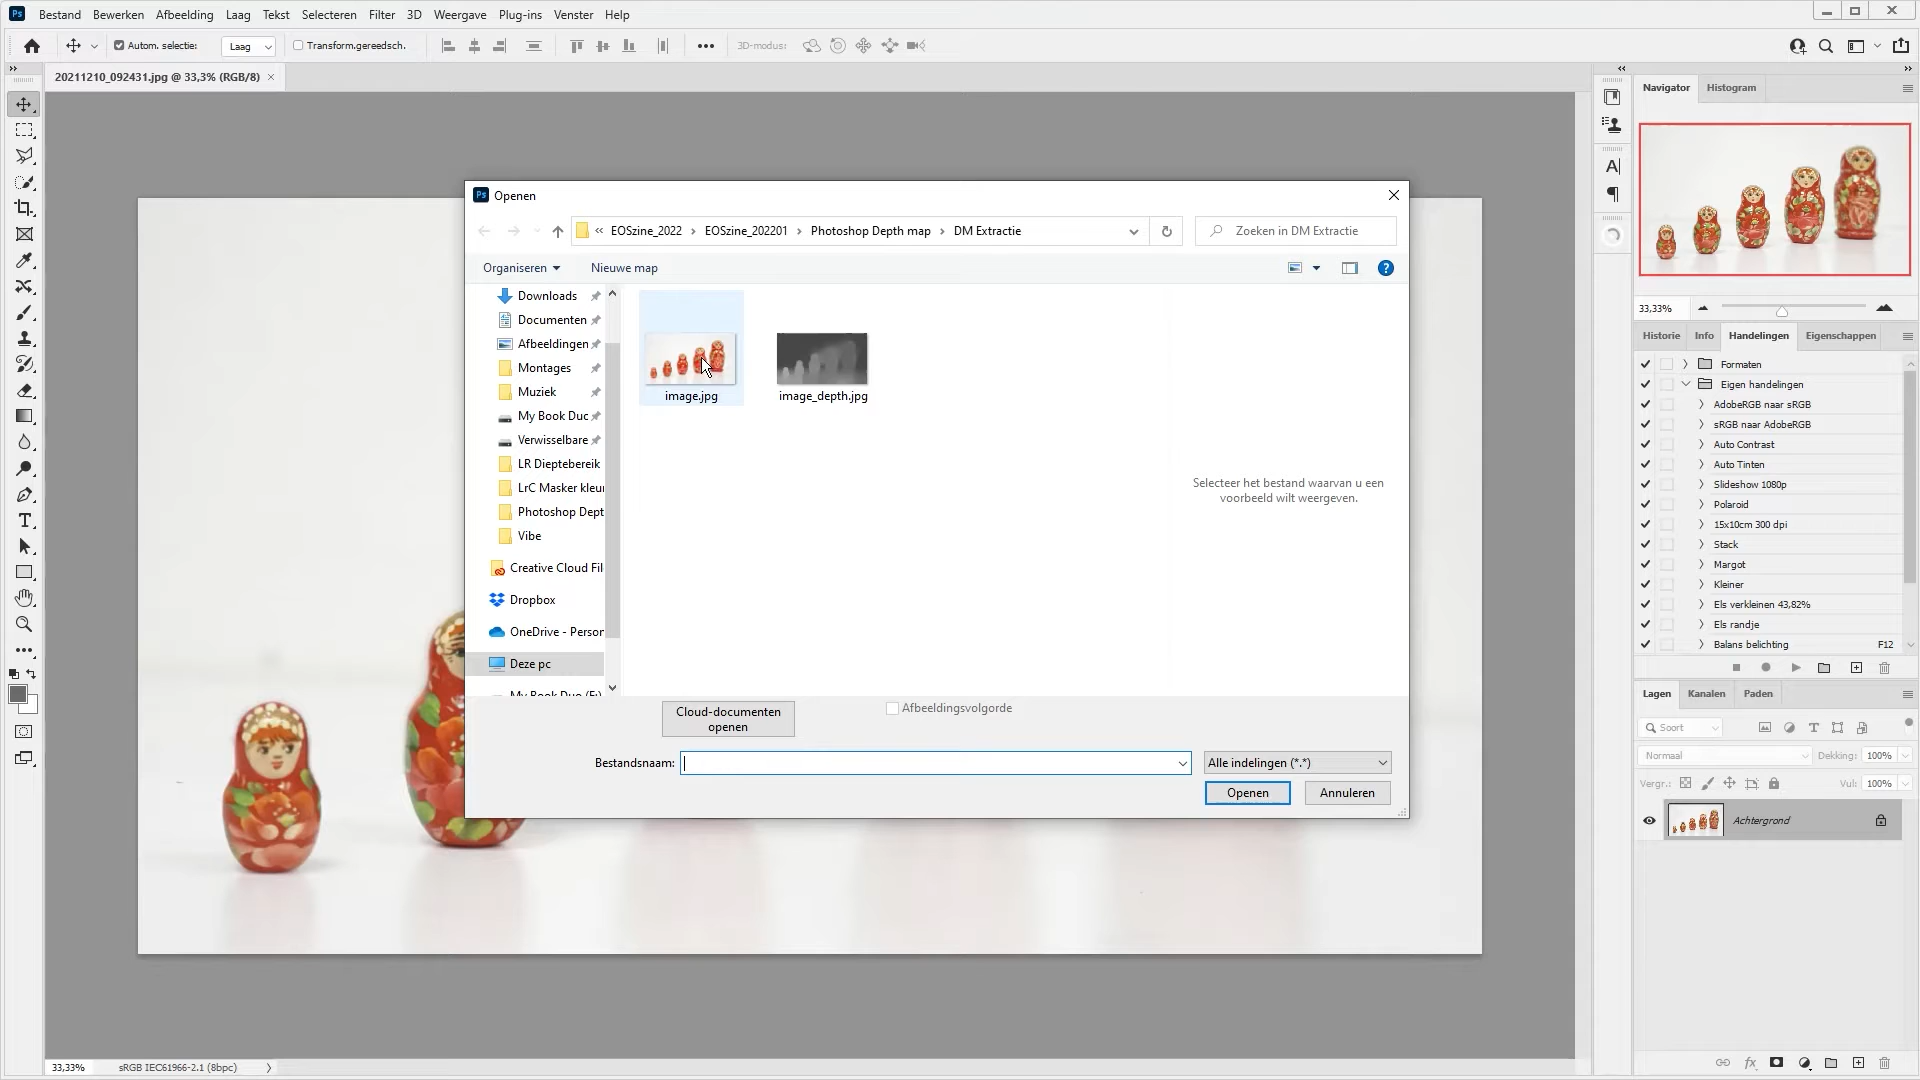 Ps Bestand Bewerken Afbeelding Laag Tekst Selecteren Filter 3D Weergave Plug-ins Venster Help
Autom. selectie: Laag Transform.gereedsch. 3D-modus:
20211210_092431.jpg @ 33,3% (RGB/8)
Navigator Histogram
33,33%
Historie Info Handelingen Eigenschappen
Formaten
Eigen handelingen
AdobeRGB naar sRGB
sRGB naar AdobeRGB
Auto Contrast
Auto Tinten
Slideshow 1080p
Polaroid
15x10cm 300 dpi
Stack
Margot
Kleiner
Els verkleinen 43,82%
Els randje
Balans belichting F12
Lagen Kanalen Paden
Soort
Normaal Dekking: 100%
Vergr.: Vul: 100%
Achtergrond
Ps Openen
« EOSzine_2022 › EOSzine_202201 › Photoshop Depth map › DM Extractie
Zoeken in DM Extractie
Organiseren Nieuwe map
Downloads
Documenten
Afbeeldingen
Montages
Muziek
My Book Duc
Verwisselbare
LR Dieptebereik
LrC Masker kleur
Photoshop Dept
Vibe
Creative Cloud Fil
Dropbox
OneDrive - Person
Deze pc
image.jpg
image_depth.jpg
Selecteer het bestand waarvan u een
voorbeeld wilt weergeven.
Cloud-documenten
openen
Afbeeldingsvolgorde
Bestandsnaam:
Alle indelingen (*.*)
Openen Annuleren
33,33% sRGB IEC61966-2.1 (8bpc)